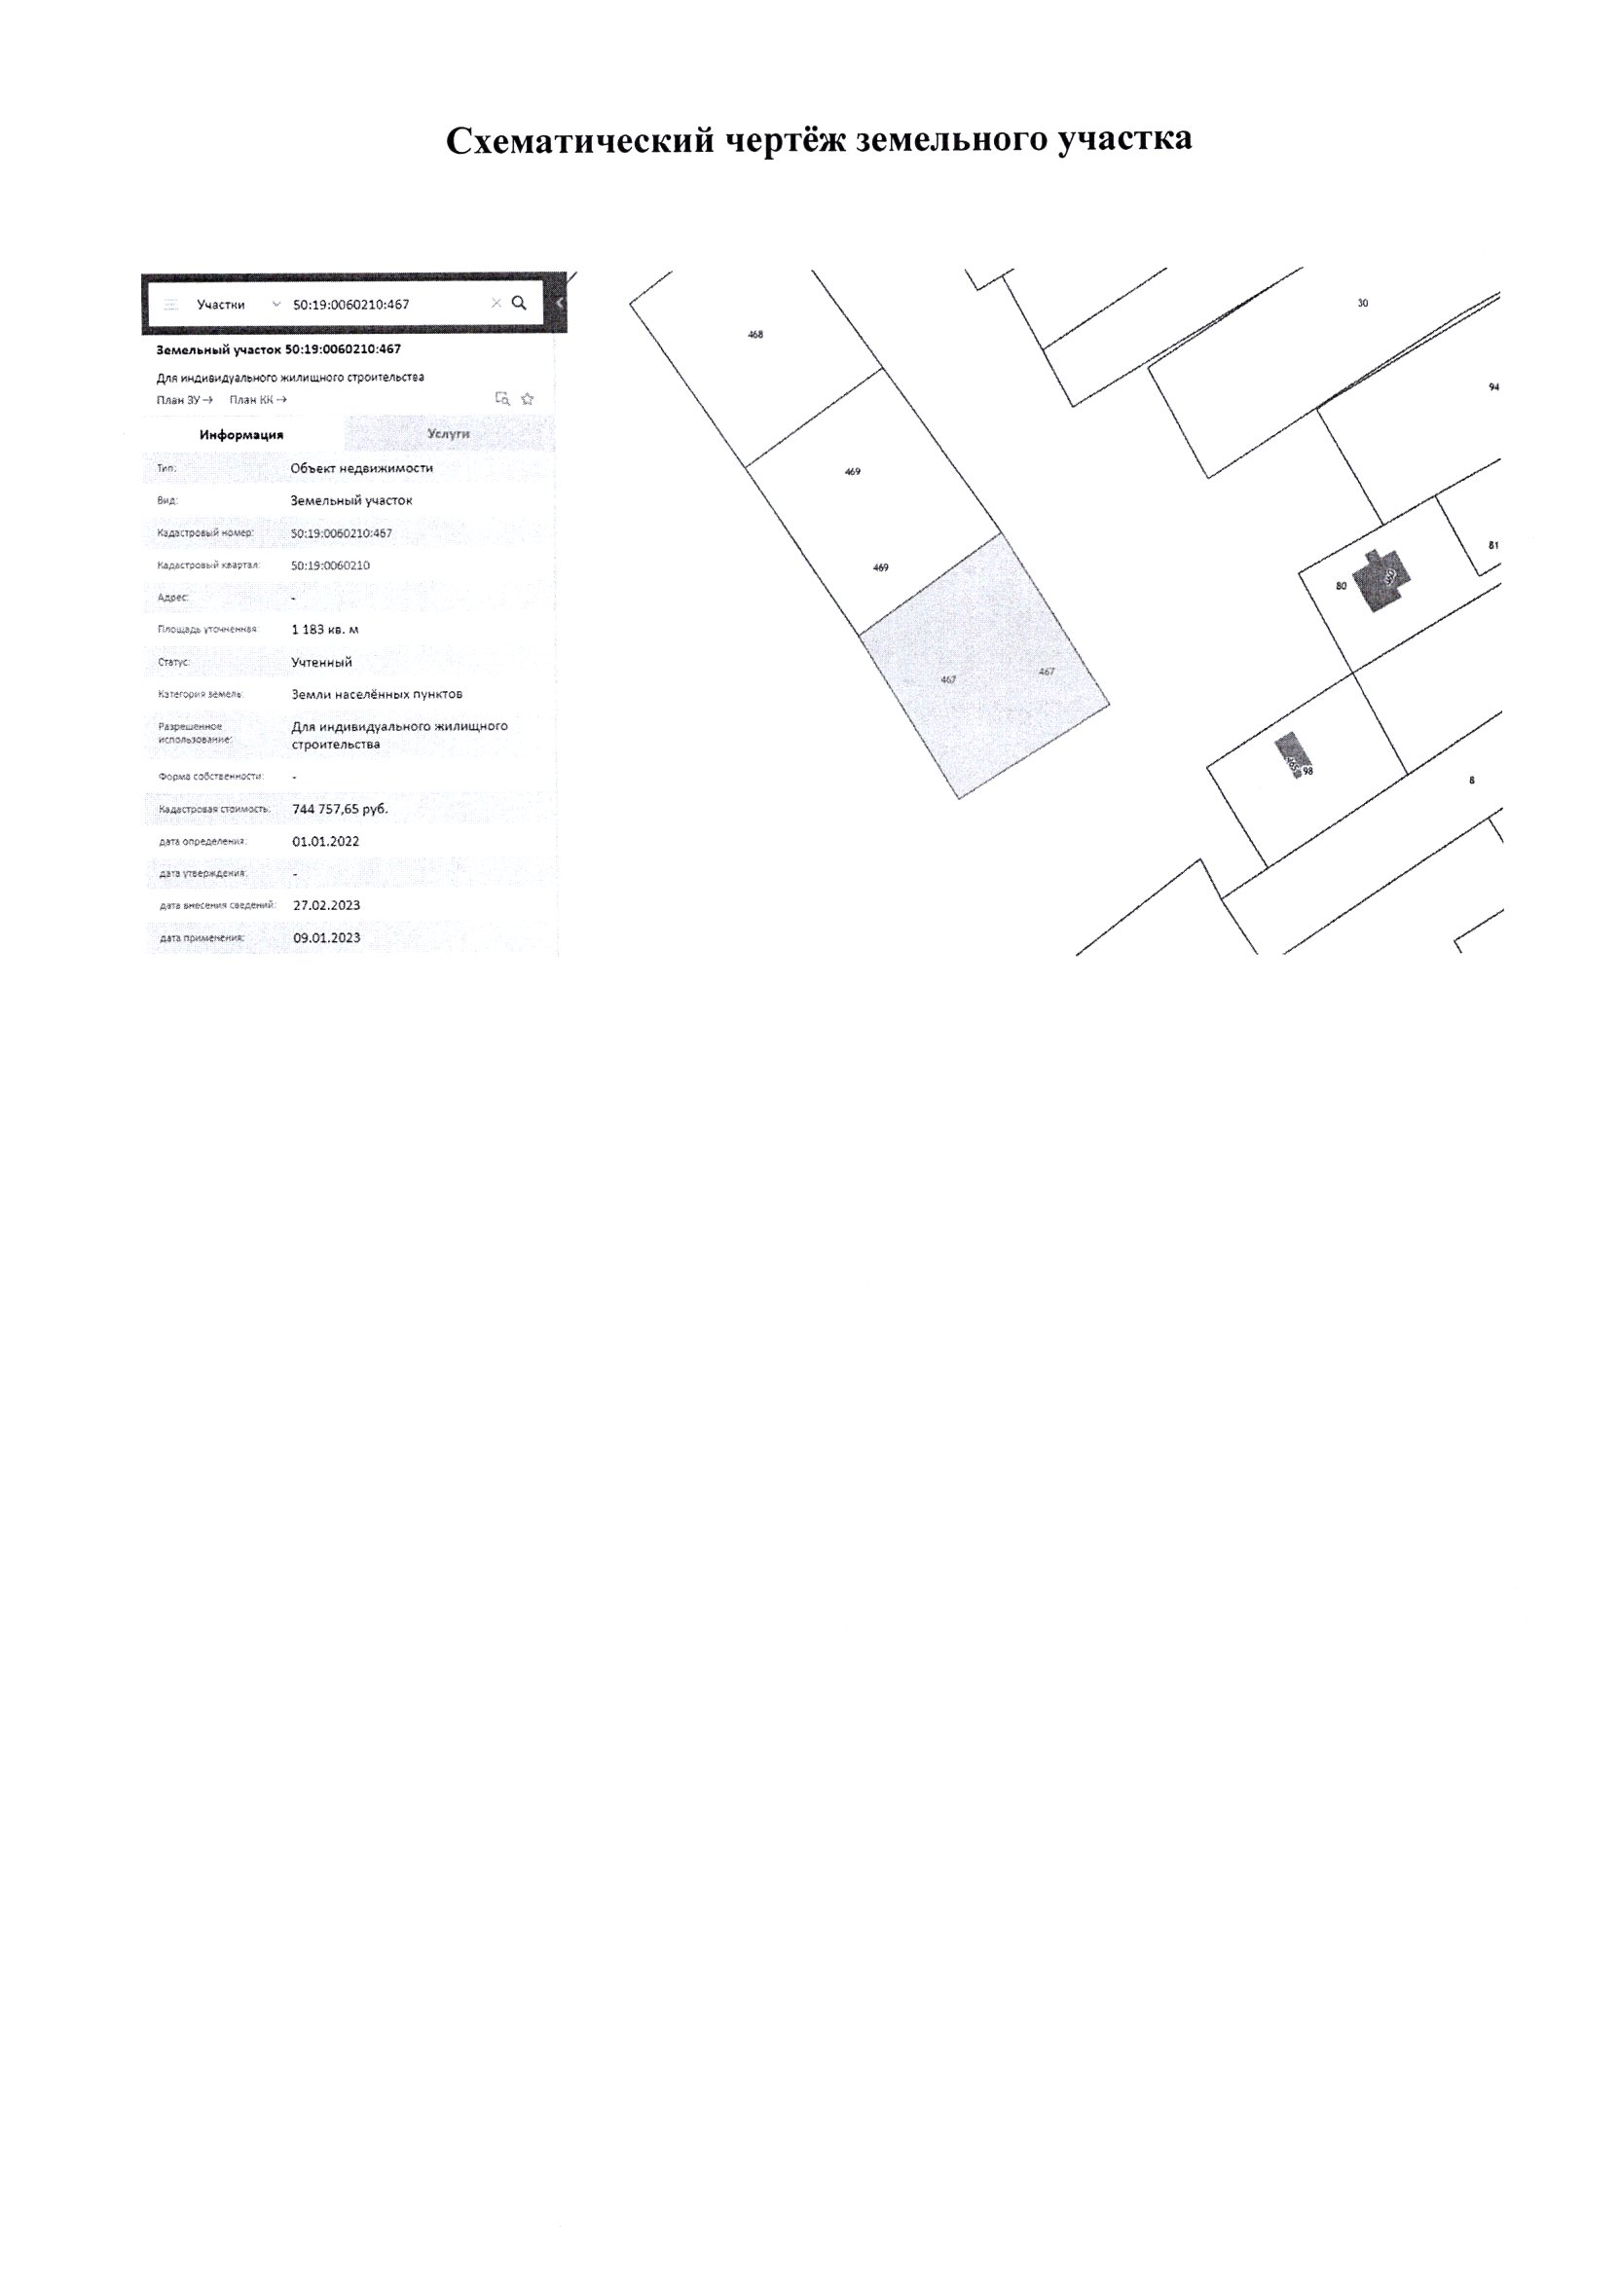 Схематический чертёж земельного участка
Участки 50:19:0060210:467
Земельный участок 50:19:0060210:467
Для индивидуального жилищного строительства
План ЗУ → План КК →
Информация Услуги
Тип: Объект недвижимости
Вид: Земельный участок
Кадастровый номер: 50:19:0060210:467
Кадастровый квартал: 50:19:0060210
Адрес: -
Площадь уточненная: 1 183 кв. м
Статус: Учтенный
Категория земель: Земли населённых пунктов
Разрешенное использование: Для индивидуального жилищного
строительства
Форма собственности: -
Кадастровая стоимость: 744 757,65 руб.
дата определения: 01.01.2022
дата утверждения: -
дата внесения сведений: 27.02.2023
дата применения: 09.01.2023
468
30
94
469
81
469
80
467
467
98
8